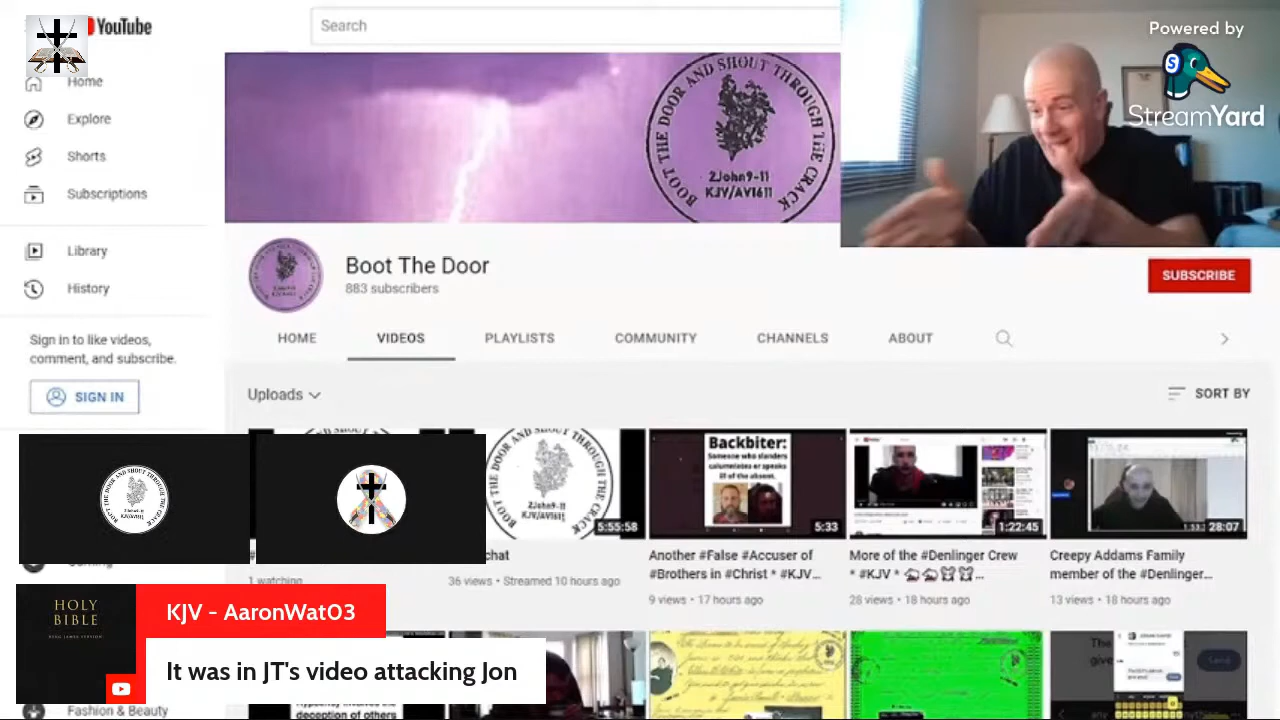 YouTube
Search
Powered by
StreamYard
Home
Explore
Shorts
Subscriptions
Library
History
Sign in to like videos,
comment, and subscribe.
SIGN IN
BOOT THE DOOR AND SHOUT THROUGH THE CRACK
2John9-11
KJV/AV1611
Boot The Door
883 subscribers
SUBSCRIBE
HOME
VIDEOS
PLAYLISTS
COMMUNITY
CHANNELS
ABOUT
Uploads
SORT BY
Backbiter:
Someone who slanders
calumniates or speaks
ill of the absent.
5:55:58
5:33
1:22:45
28:07
chat
36 views • Streamed 10 hours ago
1 watching
Another #False #Accuser of
#Brothers in #Christ * #KJV...
9 views • 17 hours ago
More of the #Denlinger Crew
* #KJV *
28 views • 18 hours ago
Creepy Addams Family
member of the #Denlinger...
13 views • 18 hours ago
HOLY
BIBLE
KJV - AaronWat03
It was in JT's video attacking Jon
deception of others
Fashion & Beauty